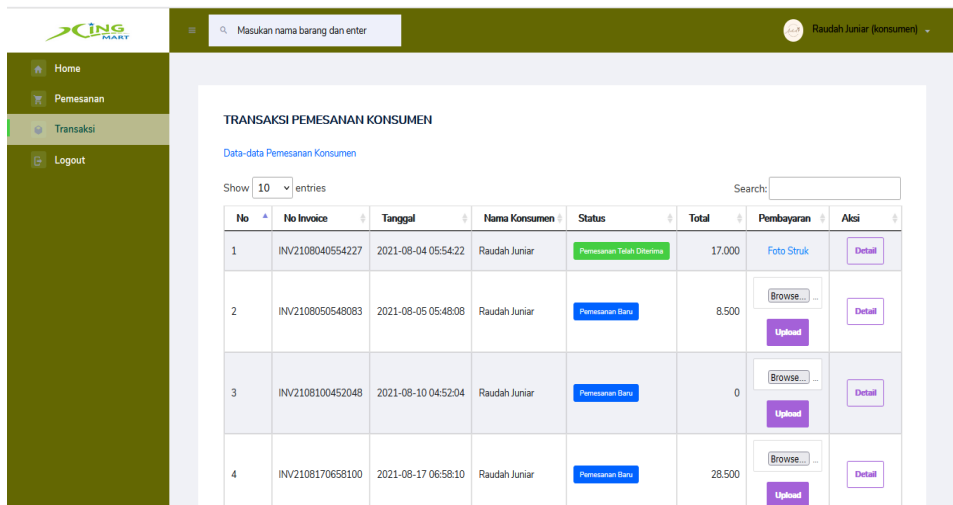 XING
MART
Masukan nama barang dan enter
Raudah Juniar (konsumen)
Home
Pemesanan
Transaksi
Logout
TRANSAKSI PEMESANAN KONSUMEN
Data-data Pemesanan Konsumen
Show 10 entries
Search:
No No Invoice Tanggal Nama Konsumen Status Total Pembayaran Aksi
1 INV2108040554227 2021-08-04 05:54:22 Raudah Juniar Pemesanan Telah Diterima 17.000 Foto Struk Detail
Browse... ...
2 INV2108050548083 2021-08-05 05:48:08 Raudah Juniar Pemesanan Baru 8.500 Detail
Upload
Browse... ...
3 INV2108100452048 2021-08-10 04:52:04 Raudah Juniar Pemesanan Baru 0 Detail
Upload
Browse... ...
4 INV2108170658100 2021-08-17 06:58:10 Raudah Juniar Pemesanan Baru 28.500 Detail
Upload